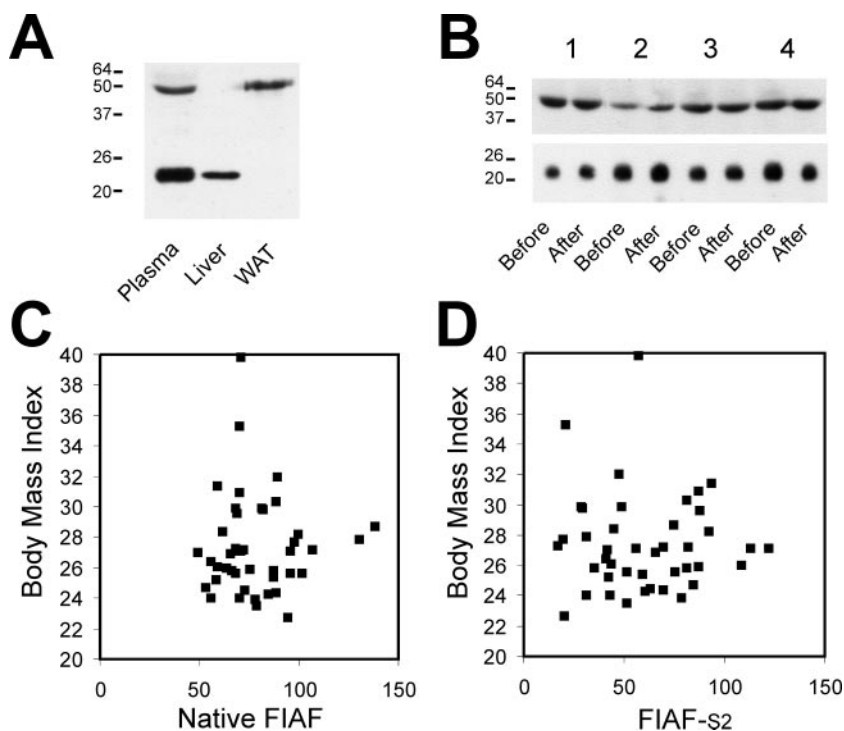 A
64
50
37
26
20
Plasma
Liver
WAT
B
1 2 3 4
64
50
37
26
20
Before After Before After Before After Before After
C
40
38
36
34
32
30
28
26
24
22
20
Body Mass Index
0 50 100 150
Native FIAF
D
40
38
36
34
32
30
28
26
24
22
20
Body Mass Index
0 50 100 150
FIAF-S2